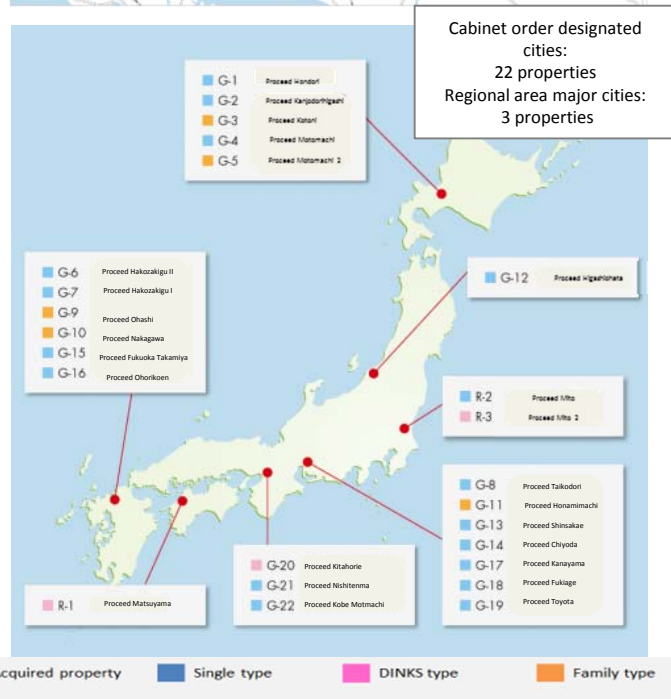 Cabinet order designated
cities:
22 properties
Regional area major cities:
3 properties
G-1 Proceed Hondori
G-2 Proceed Kanjodorihigashi
G-3 Proceed Kotoni
G-4 Proceed Motomachi
G-5 Proceed Motomachi 2
G-6 Proceed Hakozakigu II
G-7 Proceed Hakozakigu I
G-9 Proceed Ohashi
G-10 Proceed Nakagawa
G-15 Proceed Fukuoka Takamiya
G-16 Proceed Ohorikoen
G-12 Proceed
R-2 Proceed Mito
R-3 Proceed Mito 2
G-8 Proceed Taikodori
G-11 Proceed Honamimachi
G-13 Proceed Shinsakae
G-14 Proceed Chiyoda
G-17 Proceed Kanayama
G-18 Proceed Fukiage
G-19 Proceed Toyota
G-20 Proceed Kitahorie
G-21 Proceed Nishitenma
G-22 Proceed Kobe Motmachi
R-1 Proceed Matsuyama
cquired property Single type DINKS type Family type